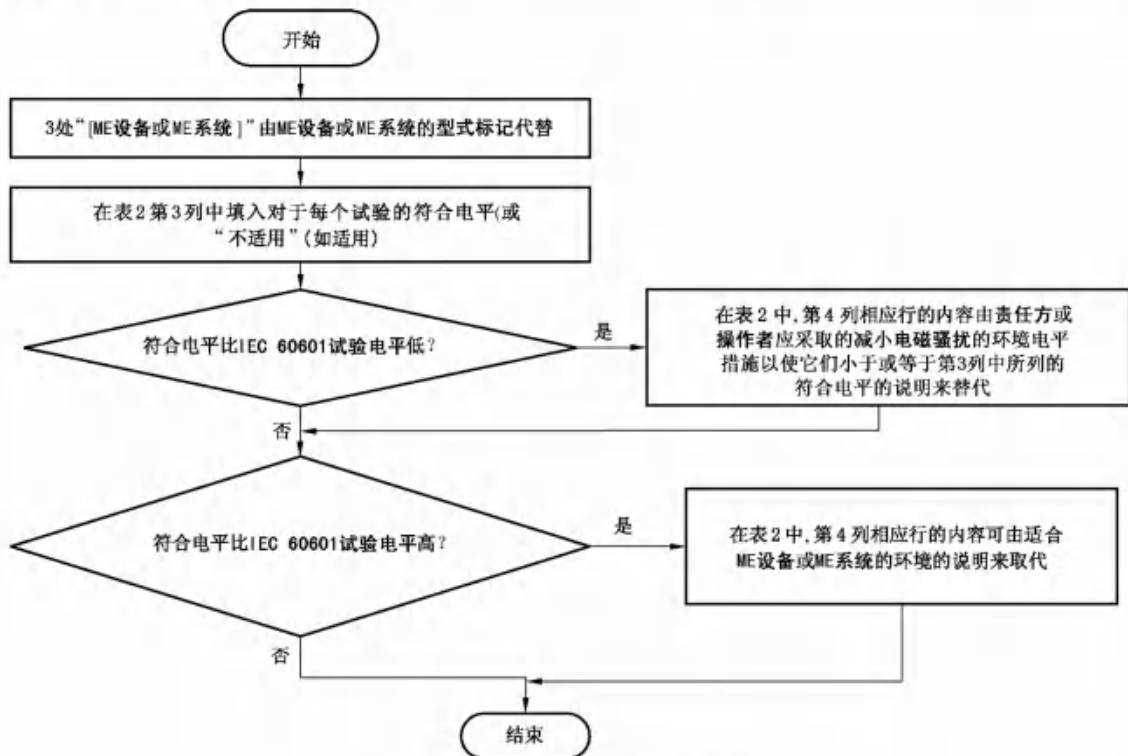 开始
3处“[ME设备或ME系统]”由ME设备或ME系统的型式标记代替
在表2第3列中填入对于每个试验的符合电平(或
“不适用”(如适用)
符合电平比IEC 60601试验电平低?
是
在表2中,第4列相应行的内容由责任方或
操作者应采取的减小电磁骚扰的环境电平
措施以使它们小于或等于第3列中所列的
符合电平的说明来替代
否
符合电平比IEC 60601试验电平高?
是
在表2中,第4列相应行的内容可由适合
ME设备或ME系统的环境的说明来取代
否
结束